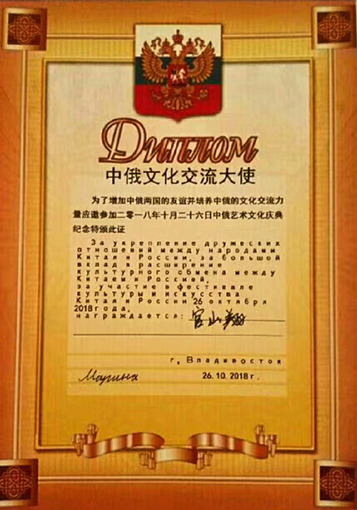 Диплом
中俄文化交流大使
为了增加中俄两国的友谊并培养中俄的文化交流力
量应邀参加二零一八年十月二十六日中俄艺术文化庆典
纪念特颁此证
За укрепление дружеских
отношений между народами
Китая и России, за большой
вклад в расширение
культурного обмена между
Китаем и Россией,
за участие в фестивале
культуры и искусства
Китая и России 26 октября
2018 года,
награждается:
г. Владивосток
Марина 26.10.2018 г.